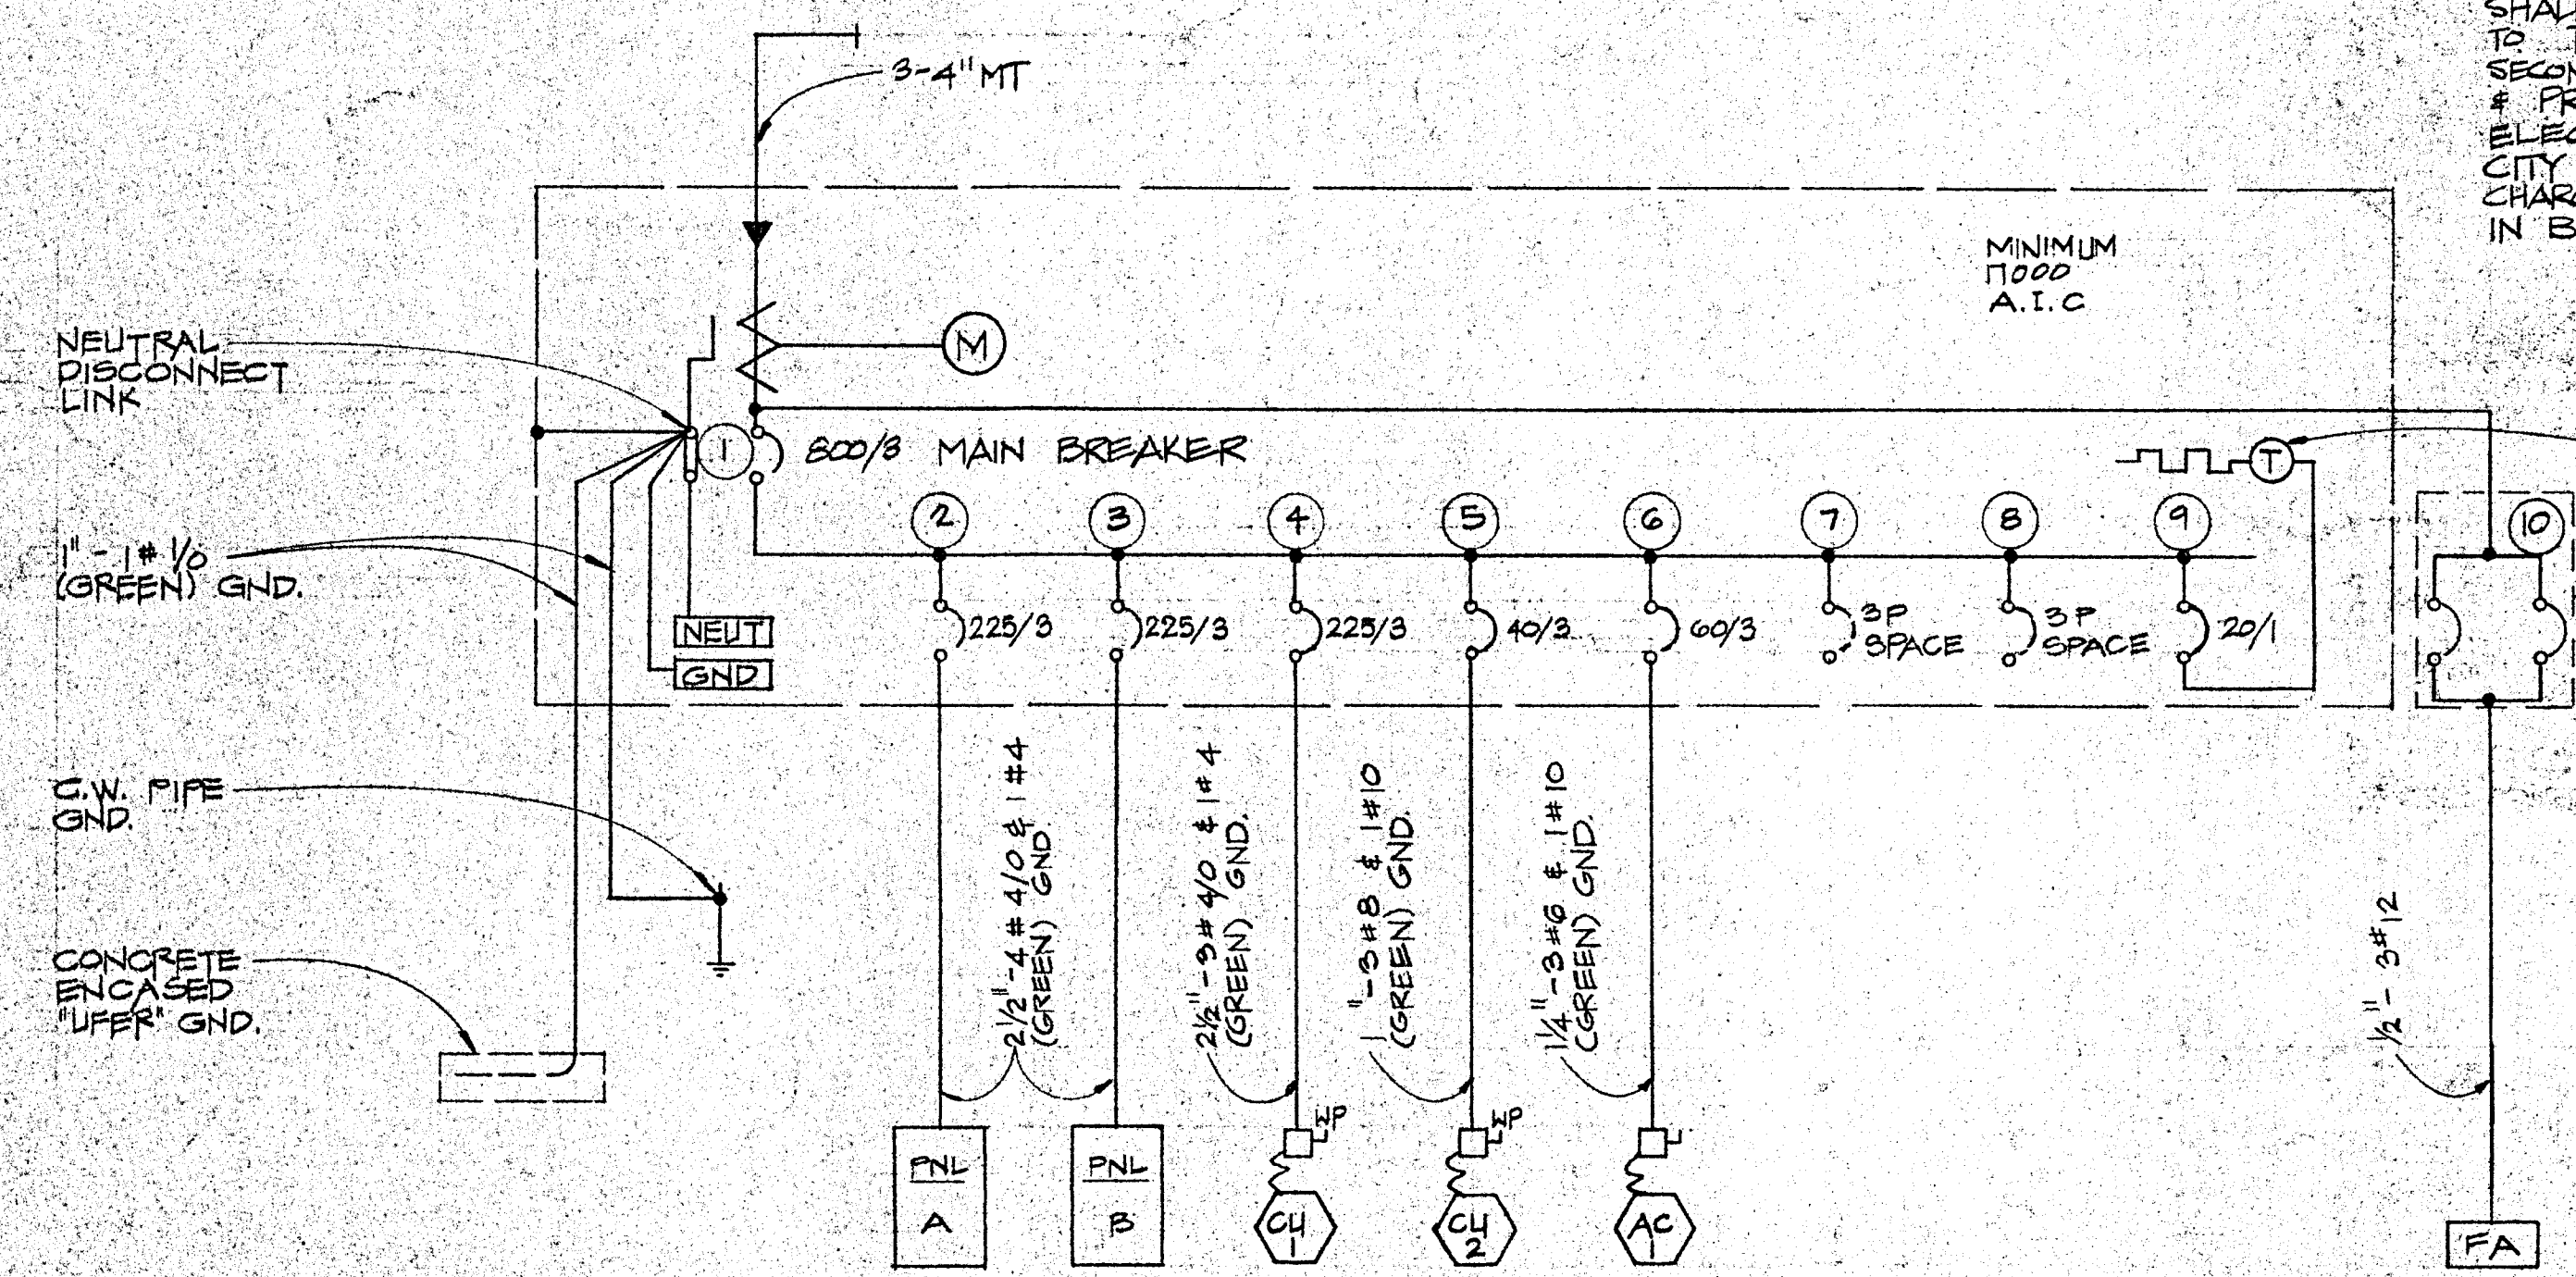 3-4" MT
SHAL
TO
SECON
& PR
ELEC
CITY
CHAR
IN B
MINIMUM
17000
A.I.C
NEUTRAL
DISCONNECT
LINK
M
1
800/3 MAIN BREAKER
T
2
3
4
5
6
7
8
9
10
1" - 1 # 1/0
(GREEN) GND.
NEUT
GND
225/3
225/3
225/3
40/3
60/3
3P
SPACE
3P
SPACE
20/1
C.W. PIPE
GND.
CONCRETE
ENCASED
"UFER" GND.
2 1/2" - 4 # 4/0 & 1 #4
(GREEN) GND.
2 1/2" - 3 # 4/0 & 1 # 4
(GREEN) GND.
1" - 3 #8 & 1#10
(GREEN) GND.
1 1/4" - 3#6 & 1#10
(GREEN) GND.
1/2" - 3#12
WP
WP
PNL
A
PNL
B
CU
1
CU
2
AC
1
FA